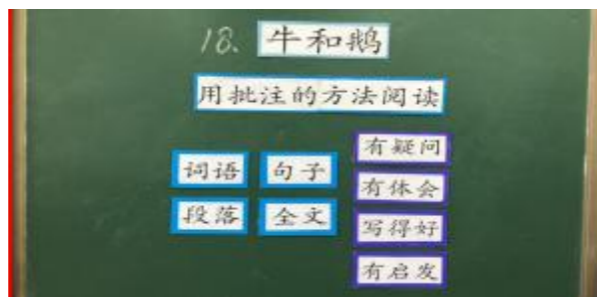 18. 牛和鹅
用批注的方法阅读
词语 句子
段落 全文
有疑问
有体会
写得好
有启发